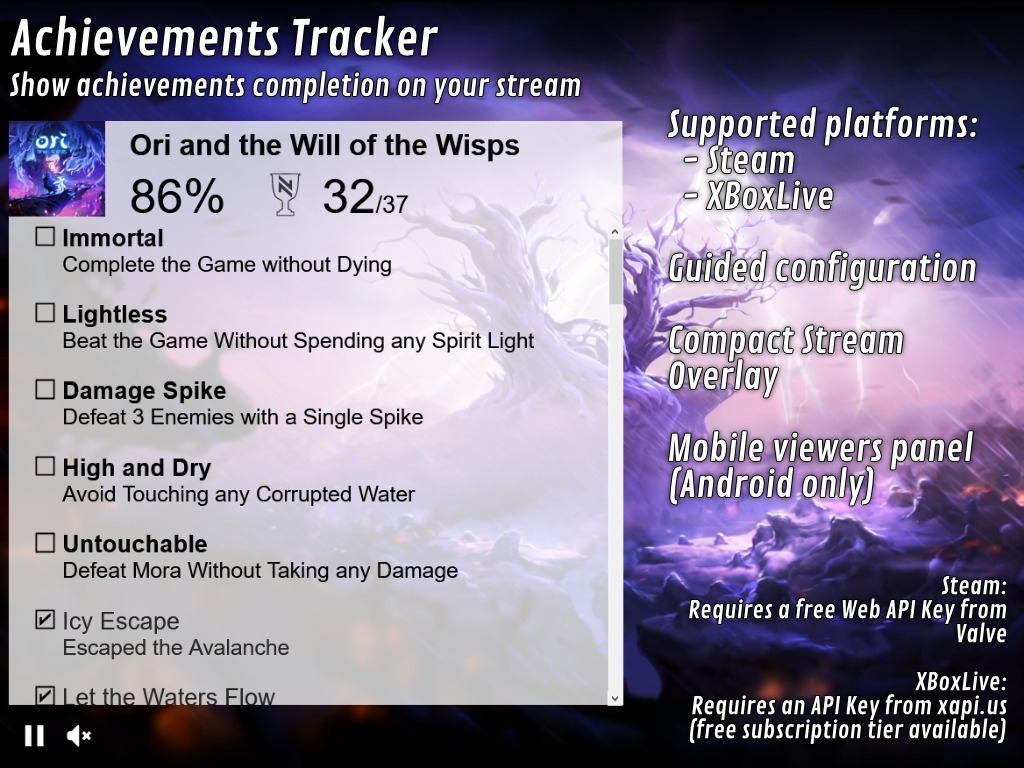 Achievements Tracker
Show achievements completion on your stream
ori
Ori and the Will of the Wisps
86% 32/37
Immortal
Complete the Game without Dying
Lightless
Beat the Game Without Spending any Spirit Light
Damage Spike
Defeat 3 Enemies with a Single Spike
High and Dry
Avoid Touching any Corrupted Water
Untouchable
Defeat Mora Without Taking any Damage
Icy Escape
Escaped the Avalanche
Let the Waters Flow
Supported platforms:
- Steam
- XBoxLive
Guided configuration
Compact Stream
Overlay
Mobile viewers panel
(Android only)
Steam:
Requires a free Web API Key from
Valve
XBoxLive:
Requires an API Key from xapi.us
(free subscription tier available)